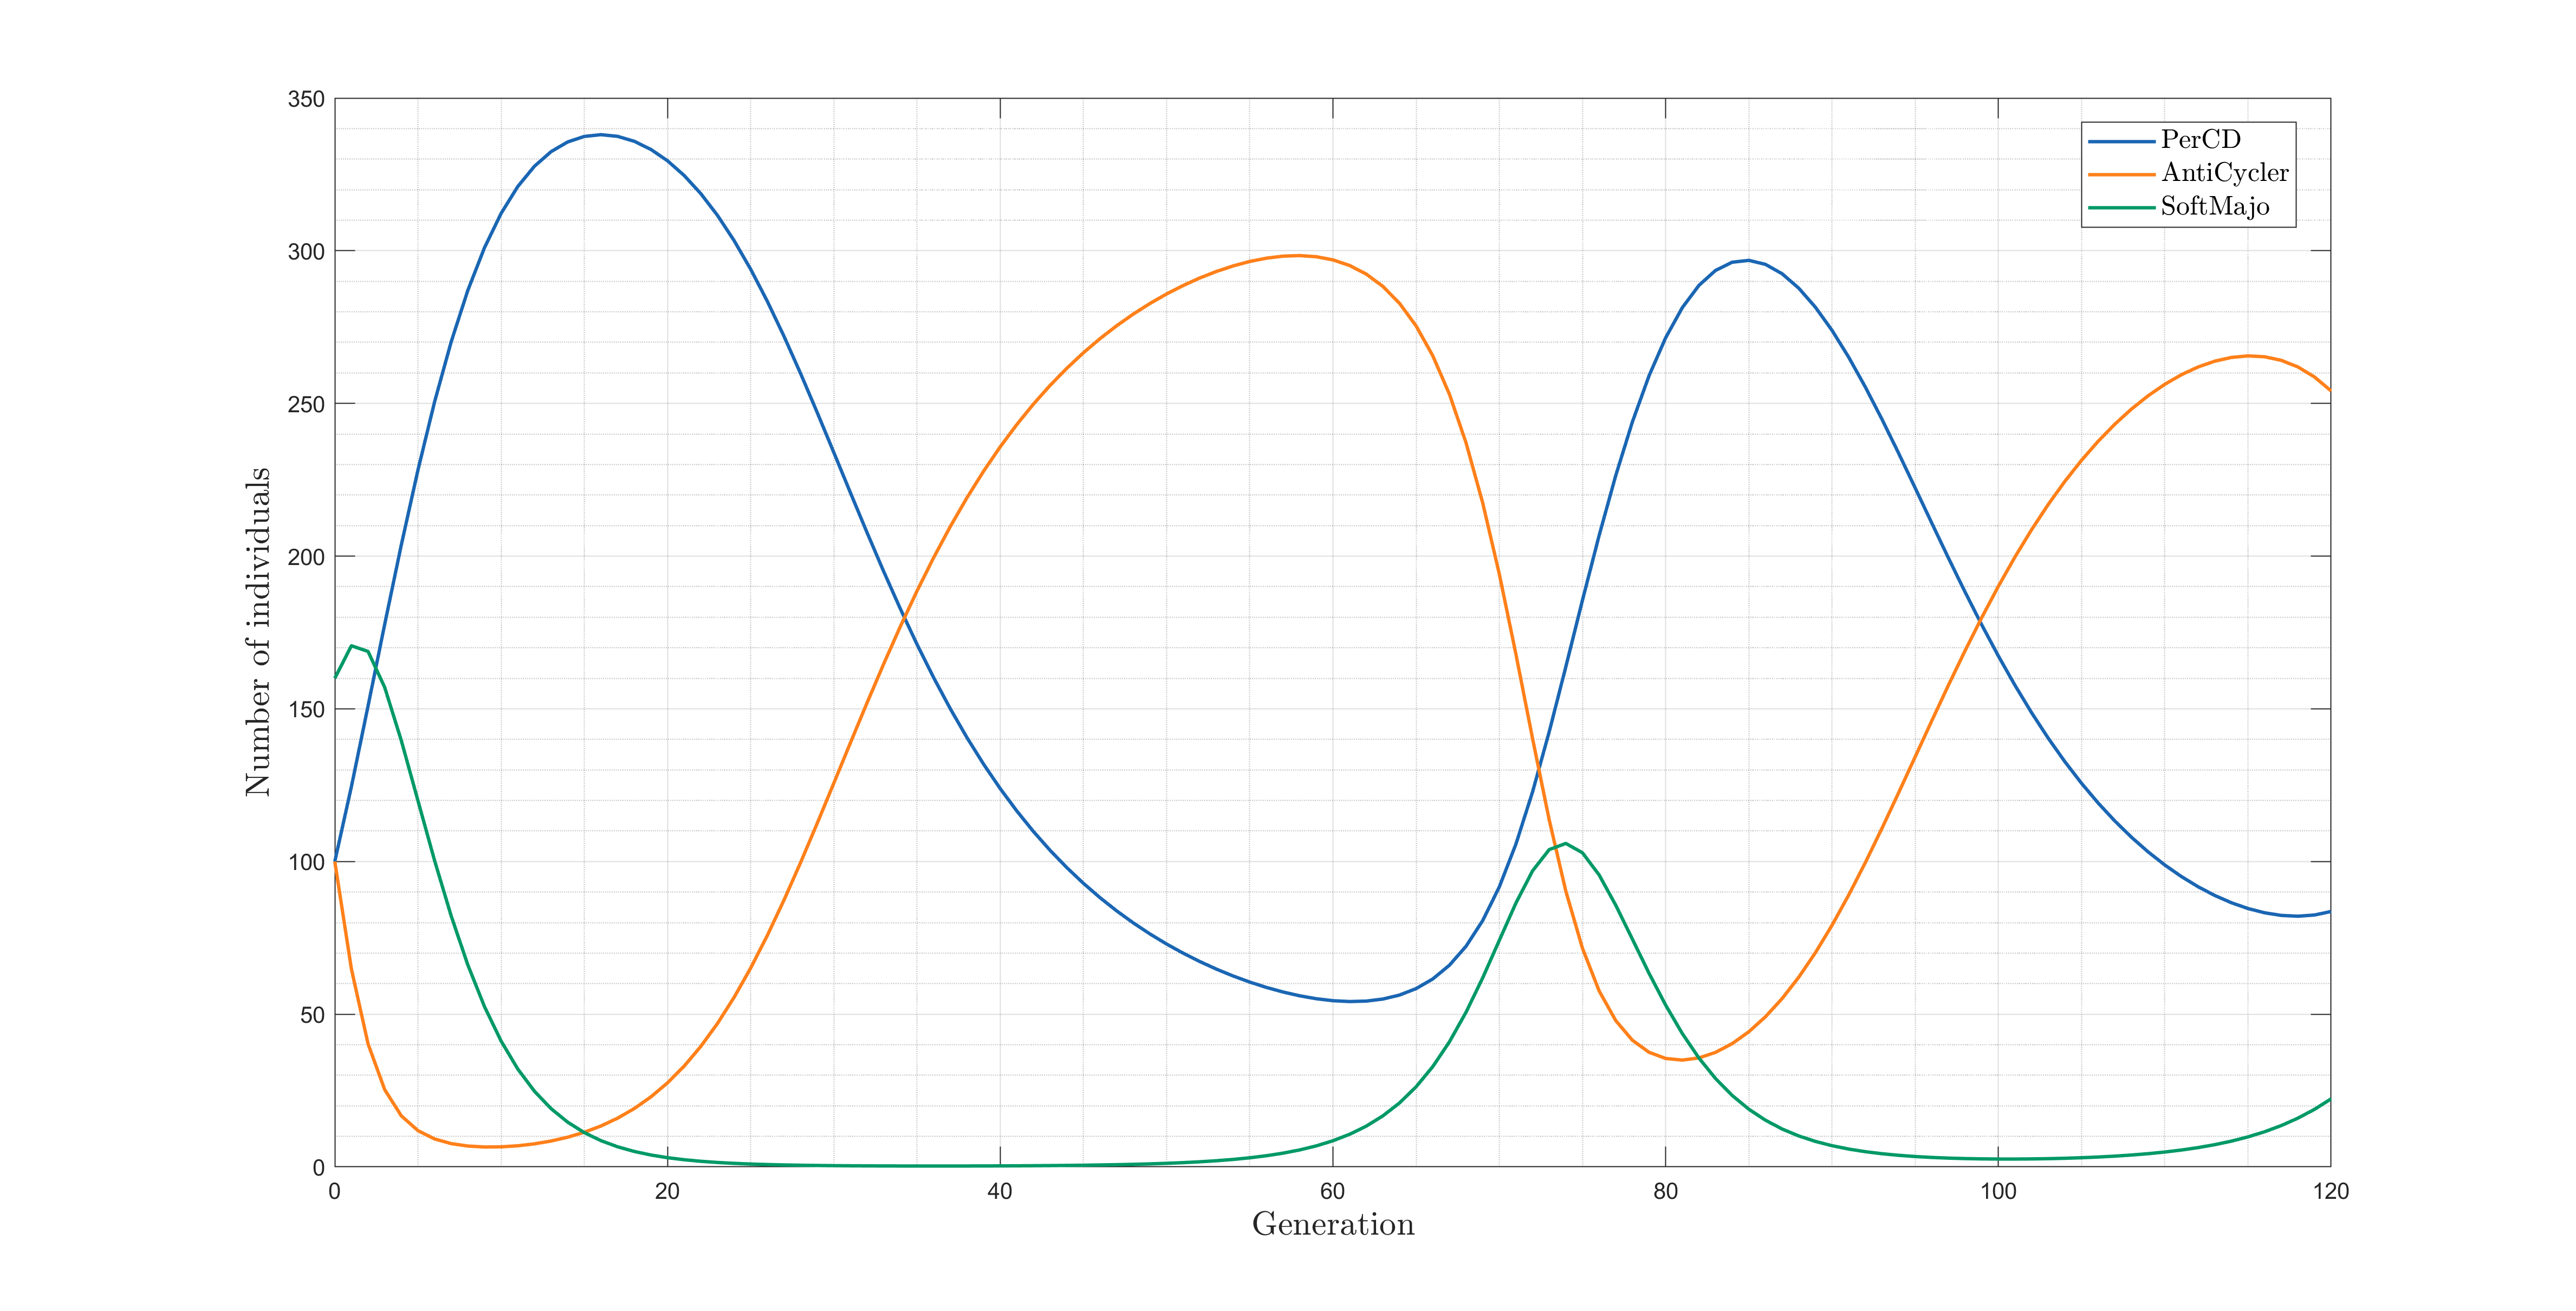 350
300
250
200
150
100
50
0
Number of individuals
PerCD
AntiCycler
SoftMajo
0 20 40 60 80 100 120
Generation